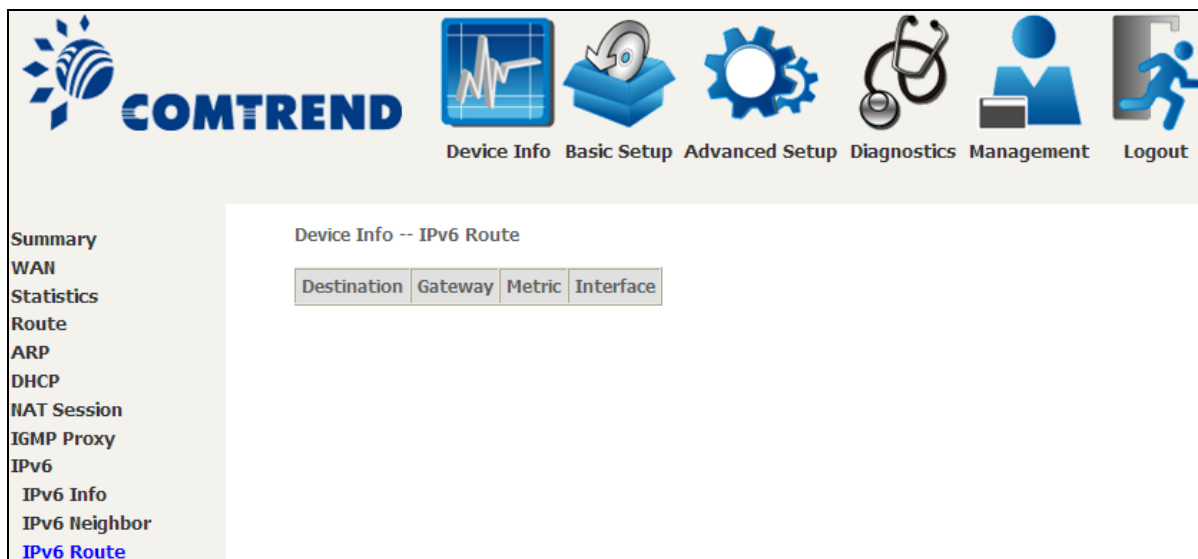 COMTREND
Device Info Basic Setup Advanced Setup Diagnostics Management Logout
Summary
WAN
Statistics
Route
ARP
DHCP
NAT Session
IGMP Proxy
IPv6
IPv6 Info
IPv6 Neighbor
IPv6 Route
Device Info -- IPv6 Route
Destination Gateway Metric Interface